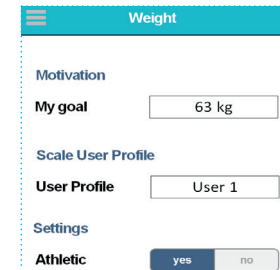 Weight
Motivation
My goal 63 kg
Scale User Profile
User Profile User 1
Settings
Athletic yes no